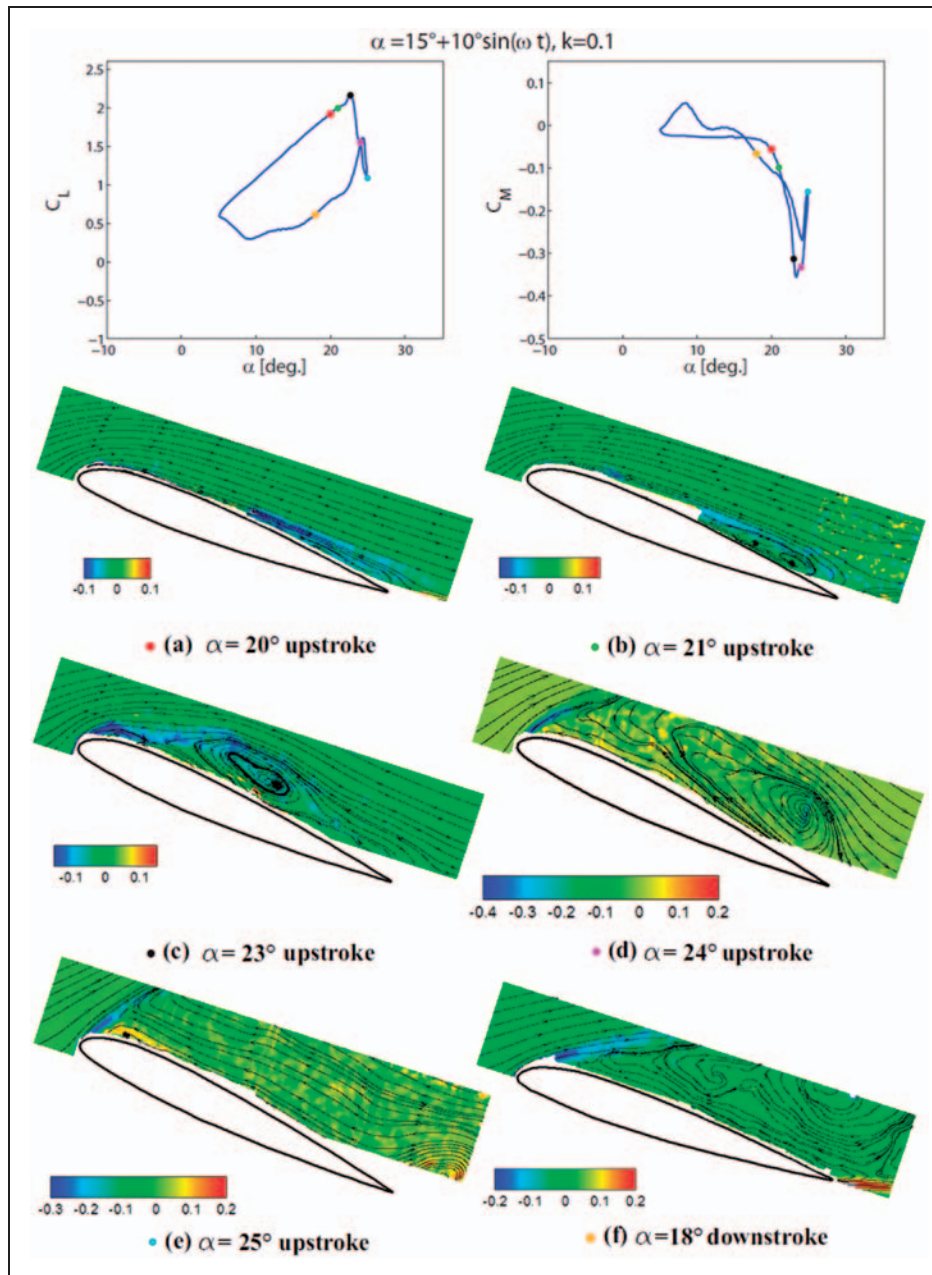 α =15°+10°sin(ω t), k=0.1
2.5
2
1.5
1
0.5
0
−0.5
−1
C_L
−10
0
10
20
30
α [deg.]
0.1
0
−0.1
−0.2
−0.3
−0.4
−0.5
C_M
−10
0
10
20
30
α [deg.]
-0.1 0 0.1
(a) α= 20° upstroke
-0.1 0 0.1
(b) α= 21° upstroke
-0.1 0 0.1
(c) α= 23° upstroke
-0.4 -0.3 -0.2 -0.1 0 0.1 0.2
(d) α= 24° upstroke
-0.3 -0.2 -0.1 0 0.1 0.2
(e) α= 25° upstroke
-0.2 -0.1 0 0.1 0.2
(f) α=18° downstroke